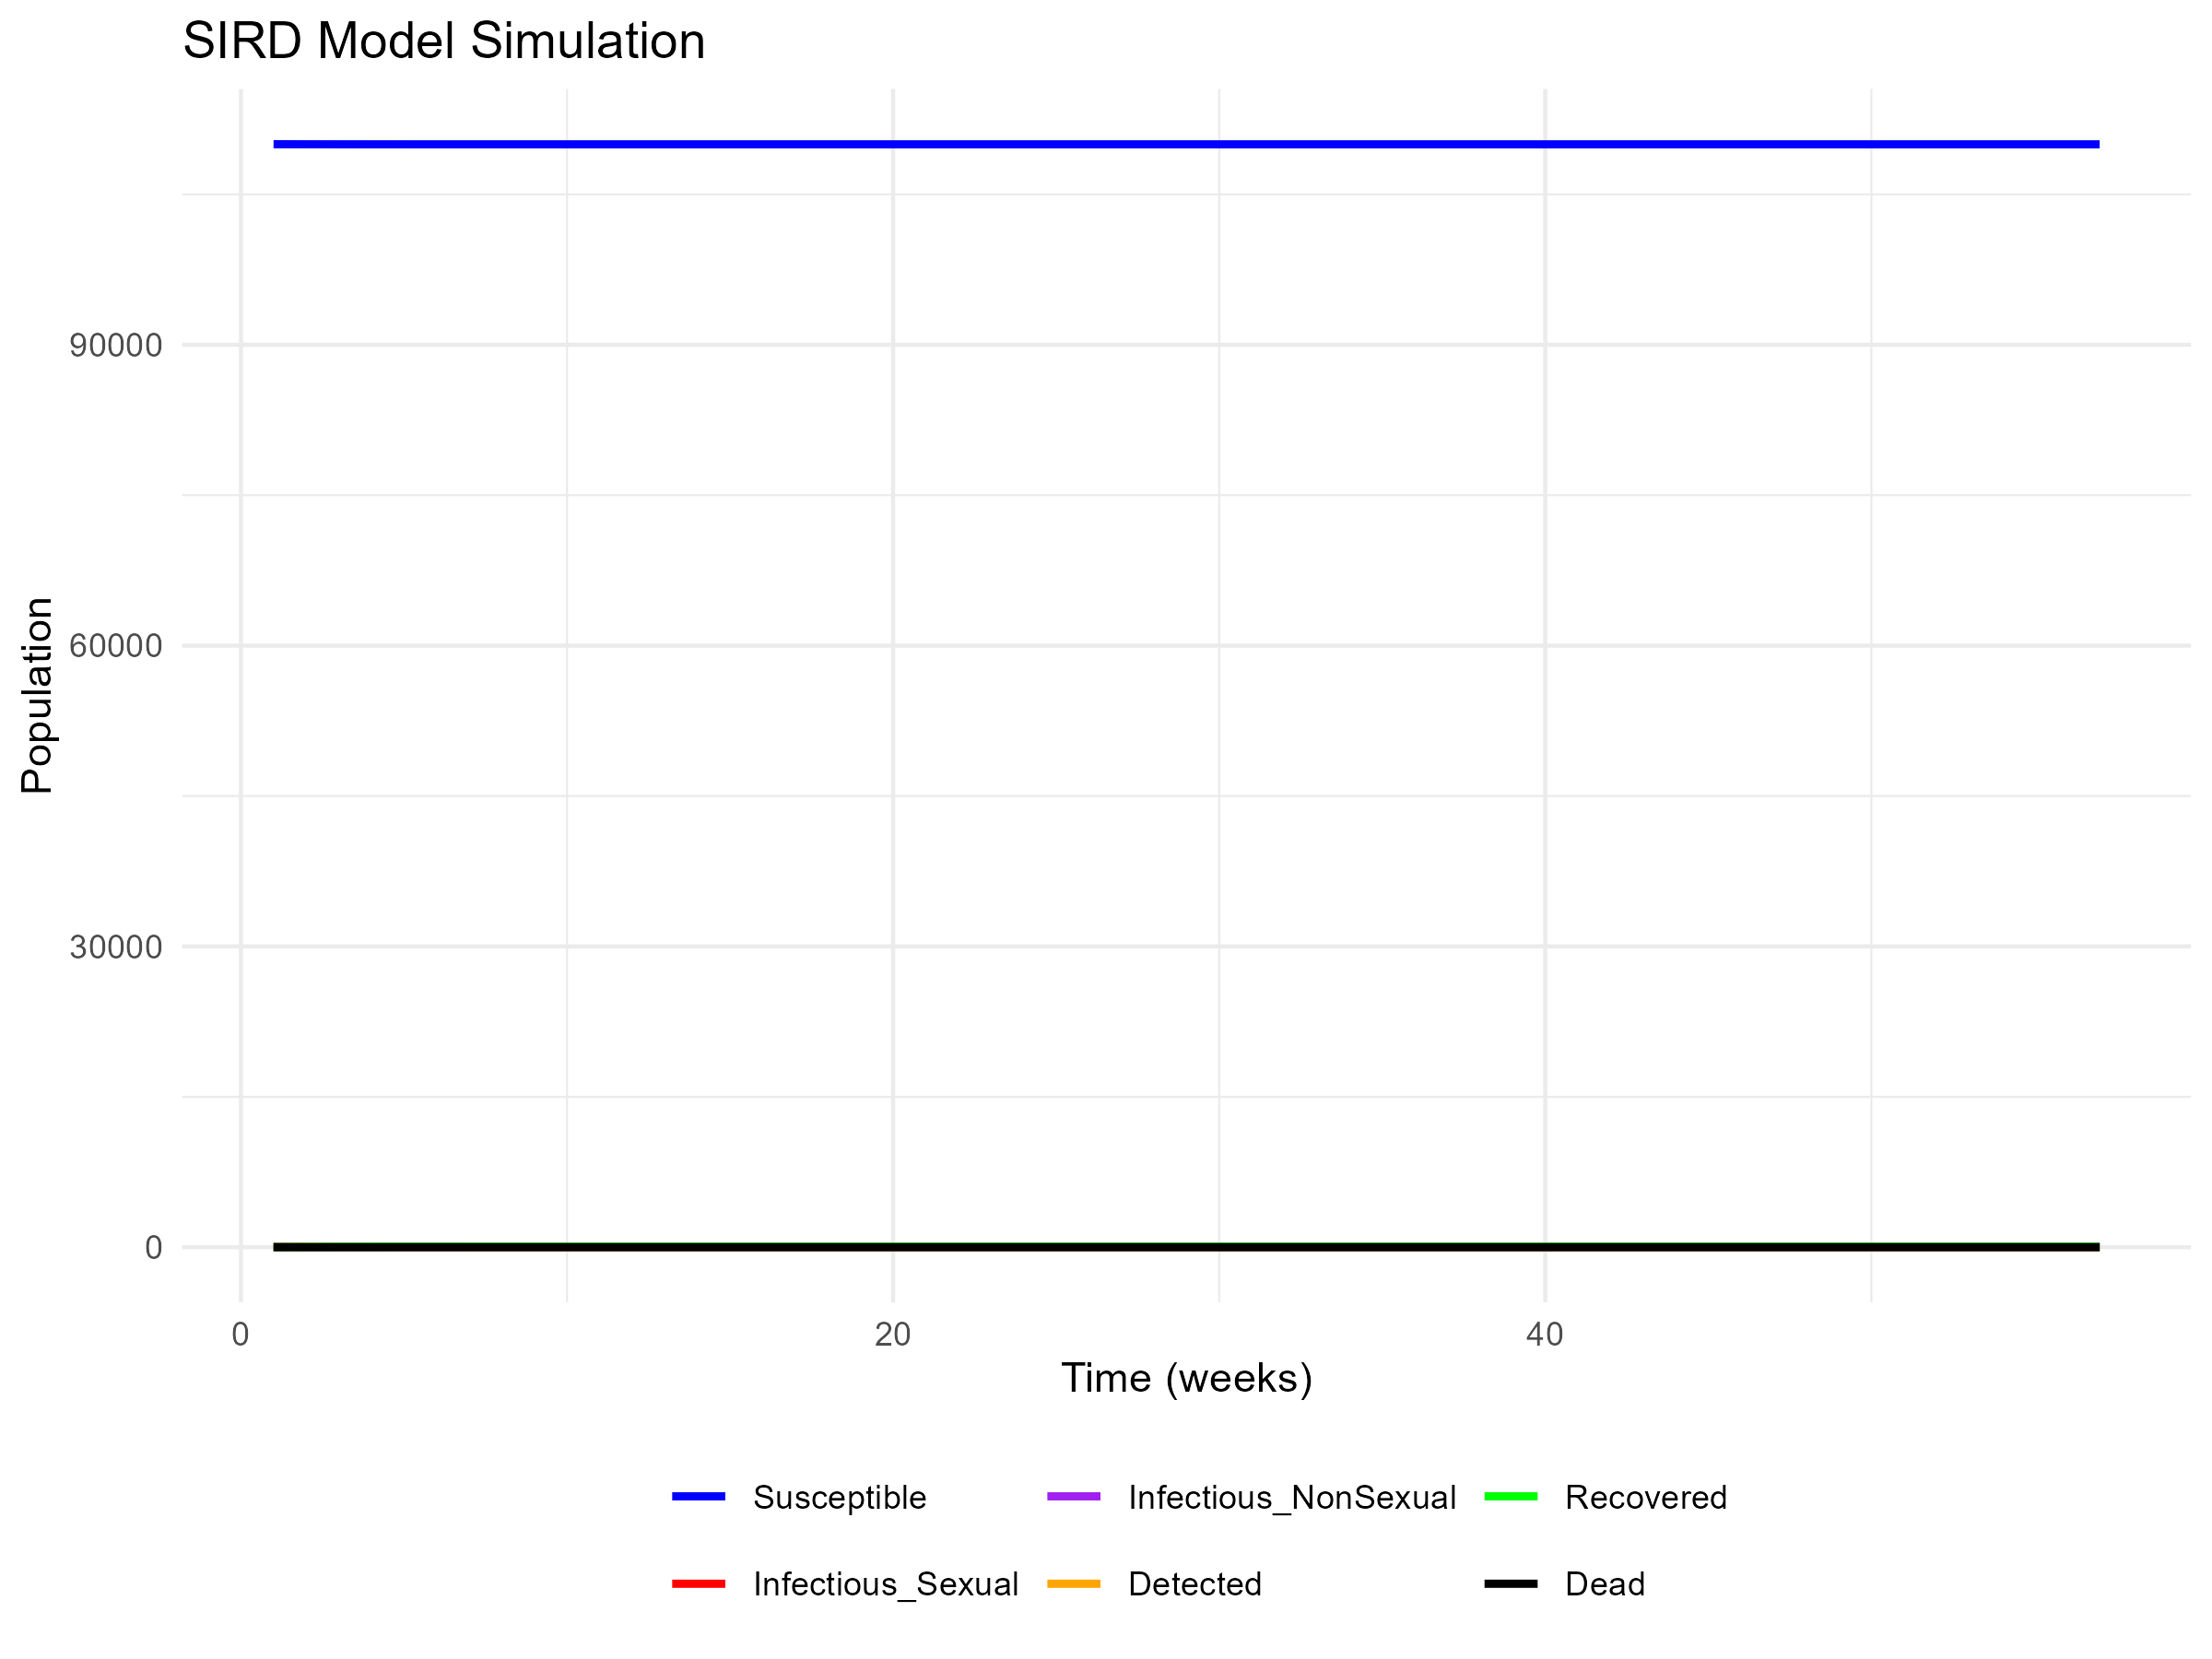 SIRD Model Simulation
Population
90000
60000
30000
0
0 20 40
Time (weeks)
Susceptible Infectious_NonSexual Recovered
Infectious_Sexual Detected Dead